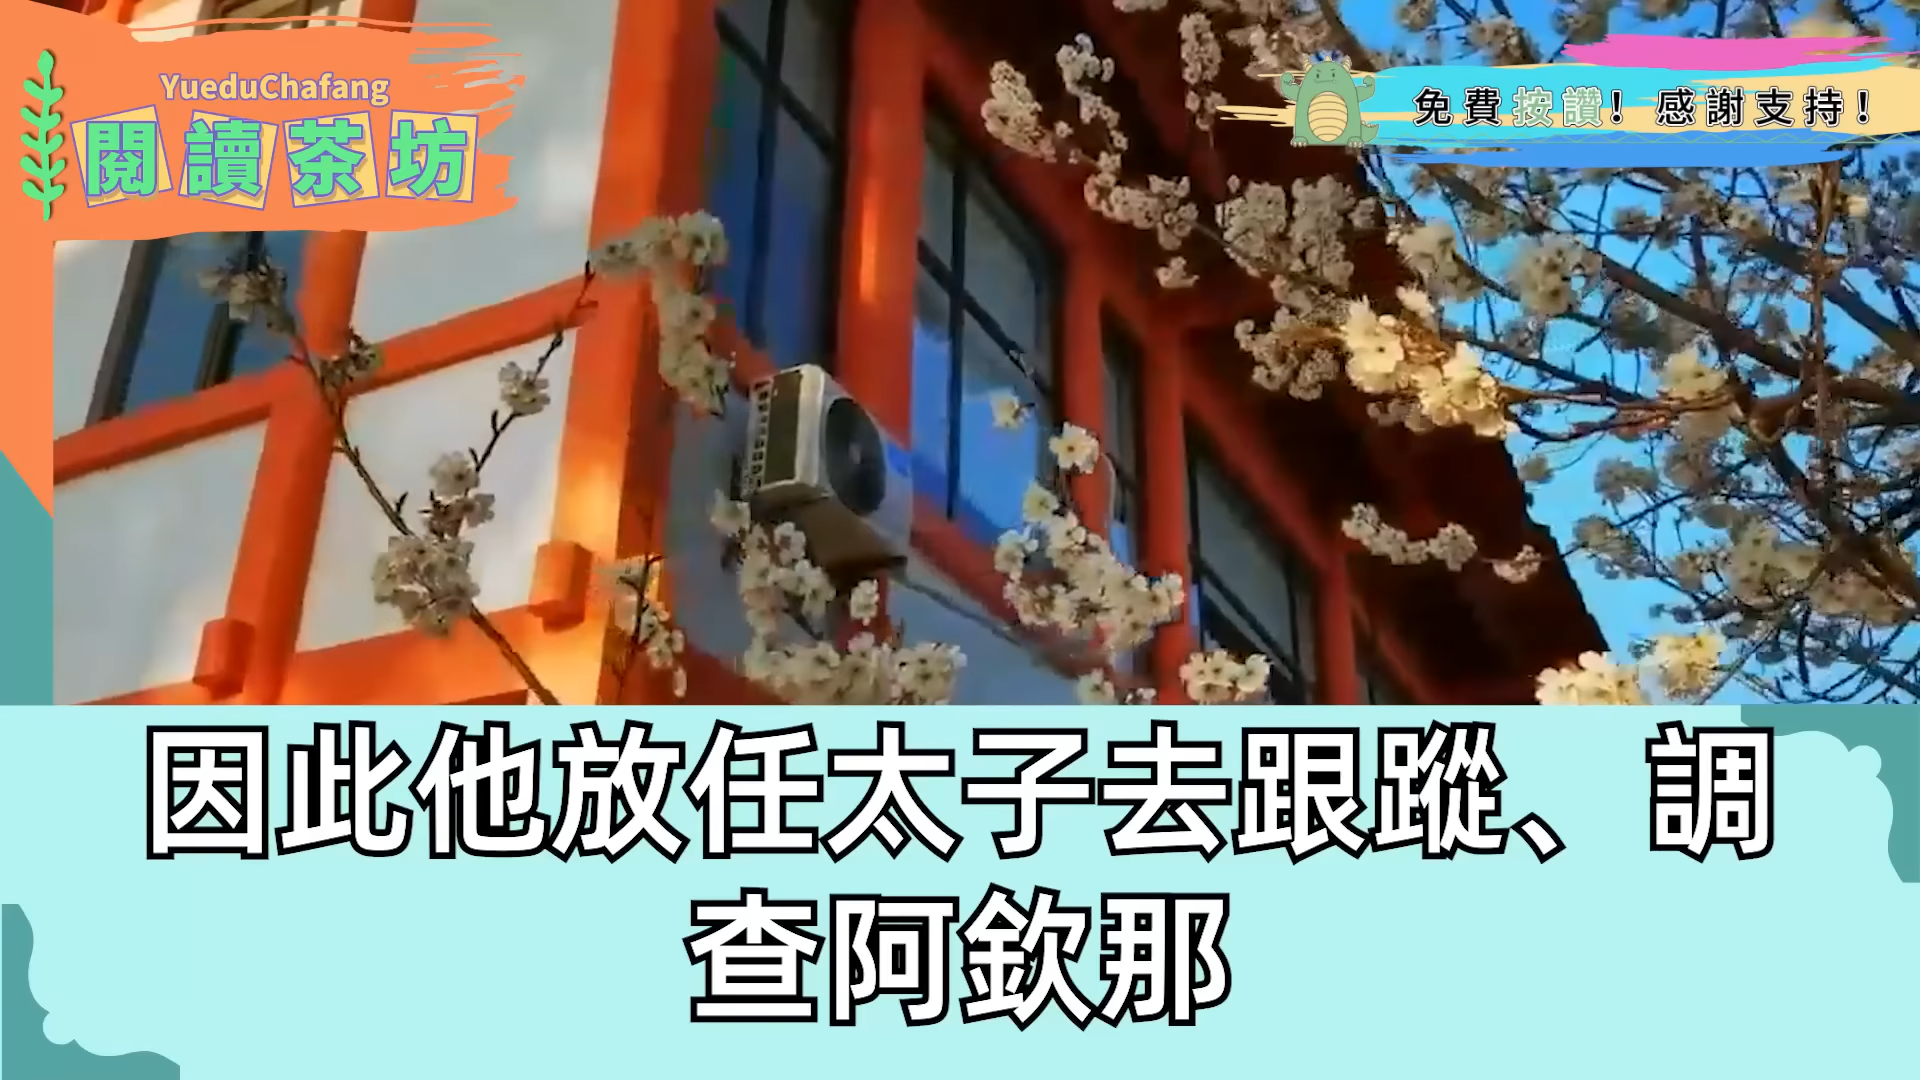 YueduChafang
閱讀茶坊
免費按讚！感謝支持！
因此他放任太子去跟蹤、調
查阿欽那